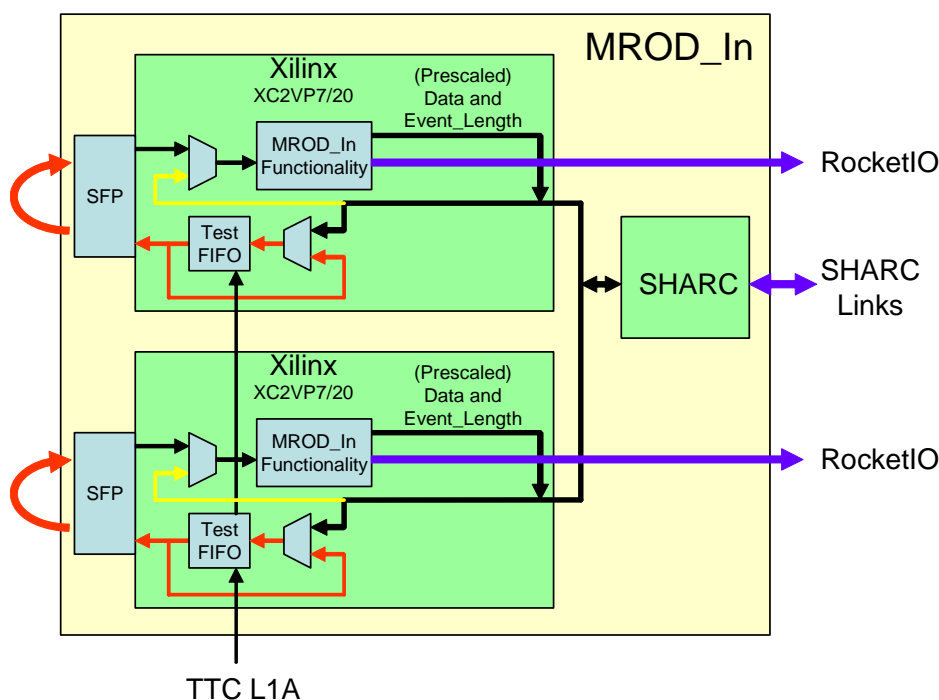 MROD_In
Xilinx
XC2VP7/20
(Prescaled)
Data and
Event_Length
MROD_In
Functionality
RocketIO
SFP
Test
FIFO
SHARC
SHARC
Links
Xilinx
XC2VP7/20
(Prescaled)
Data and
Event_Length
MROD_In
Functionality
RocketIO
SFP
Test
FIFO
TTC L1A